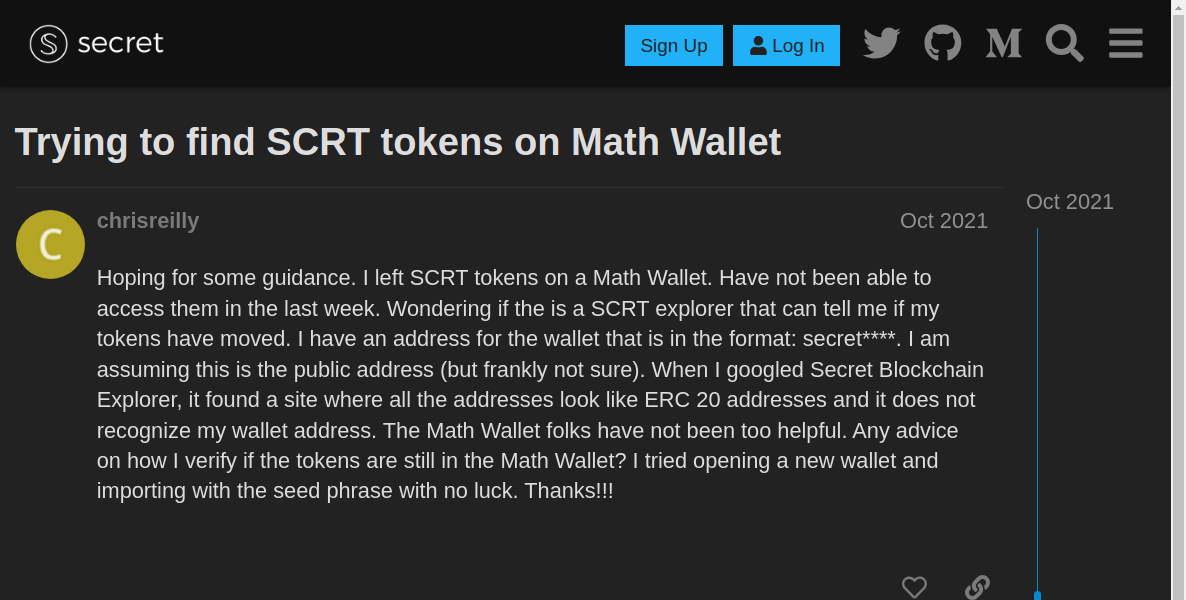 secret
Sign Up
Log In
Trying to find SCRT tokens on Math Wallet
Oct 2021
C
chrisreilly
Oct 2021
Hoping for some guidance. I left SCRT tokens on a Math Wallet. Have not been able to
access them in the last week. Wondering if the is a SCRT explorer that can tell me if my
tokens have moved. I have an address for the wallet that is in the format: secret****. I am
assuming this is the public address (but frankly not sure). When I googled Secret Blockchain
Explorer, it found a site where all the addresses look like ERC 20 addresses and it does not
recognize my wallet address. The Math Wallet folks have not been too helpful. Any advice
on how I verify if the tokens are still in the Math Wallet? I tried opening a new wallet and
importing with the seed phrase with no luck. Thanks!!!